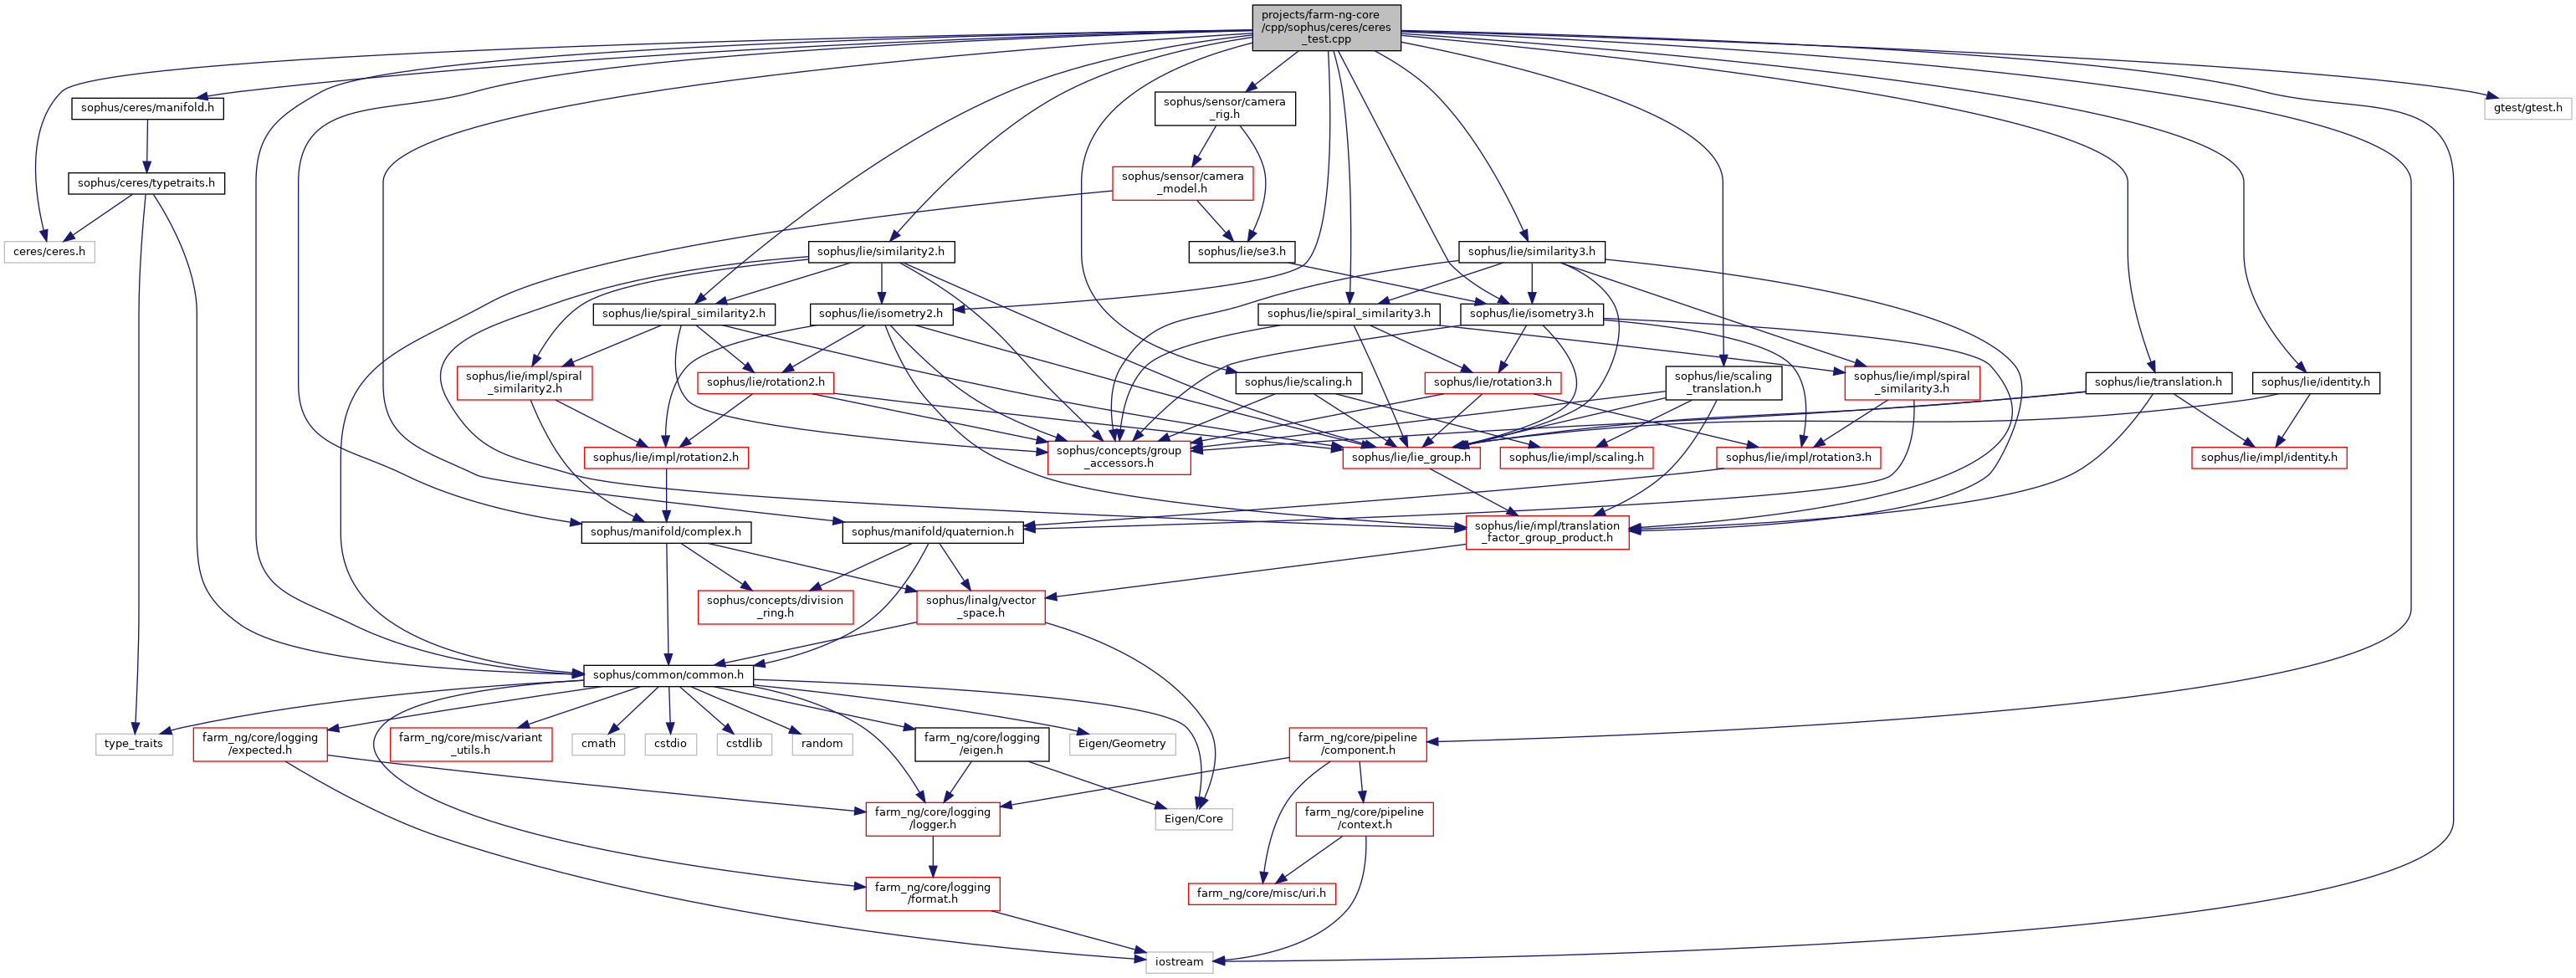 projects/farm-ng-core
/cpp/sophus/ceres/ceres
_test.cpp
sophus/ceres/manifold.h
sophus/sensor/camera
_rig.h
gtest/gtest.h
sophus/ceres/typetraits.h
sophus/sensor/camera
_model.h
ceres/ceres.h
sophus/lie/similarity2.h
sophus/lie/se3.h
sophus/lie/similarity3.h
sophus/lie/spiral_similarity2.h
sophus/lie/isometry2.h
sophus/lie/spiral_similarity3.h
sophus/lie/isometry3.h
sophus/lie/impl/spiral
_similarity2.h
sophus/lie/rotation2.h
sophus/lie/scaling.h
sophus/lie/rotation3.h
sophus/lie/scaling
_translation.h
sophus/lie/impl/spiral
_similarity3.h
sophus/lie/translation.h
sophus/lie/identity.h
sophus/lie/impl/rotation2.h
sophus/concepts/group
_accessors.h
sophus/lie/lie_group.h
sophus/lie/impl/scaling.h
sophus/lie/impl/rotation3.h
sophus/lie/impl/identity.h
sophus/manifold/complex.h
sophus/manifold/quaternion.h
sophus/lie/impl/translation
_factor_group_product.h
sophus/concepts/division
_ring.h
sophus/linalg/vector
_space.h
sophus/common/common.h
type_traits
farm_ng/core/logging
/expected.h
farm_ng/core/misc/variant
_utils.h
cmath
cstdio
cstdlib
random
farm_ng/core/logging
/eigen.h
Eigen/Geometry
farm_ng/core/pipeline
/component.h
farm_ng/core/logging
/logger.h
Eigen/Core
farm_ng/core/pipeline
/context.h
farm_ng/core/logging
/format.h
farm_ng/core/misc/uri.h
iostream